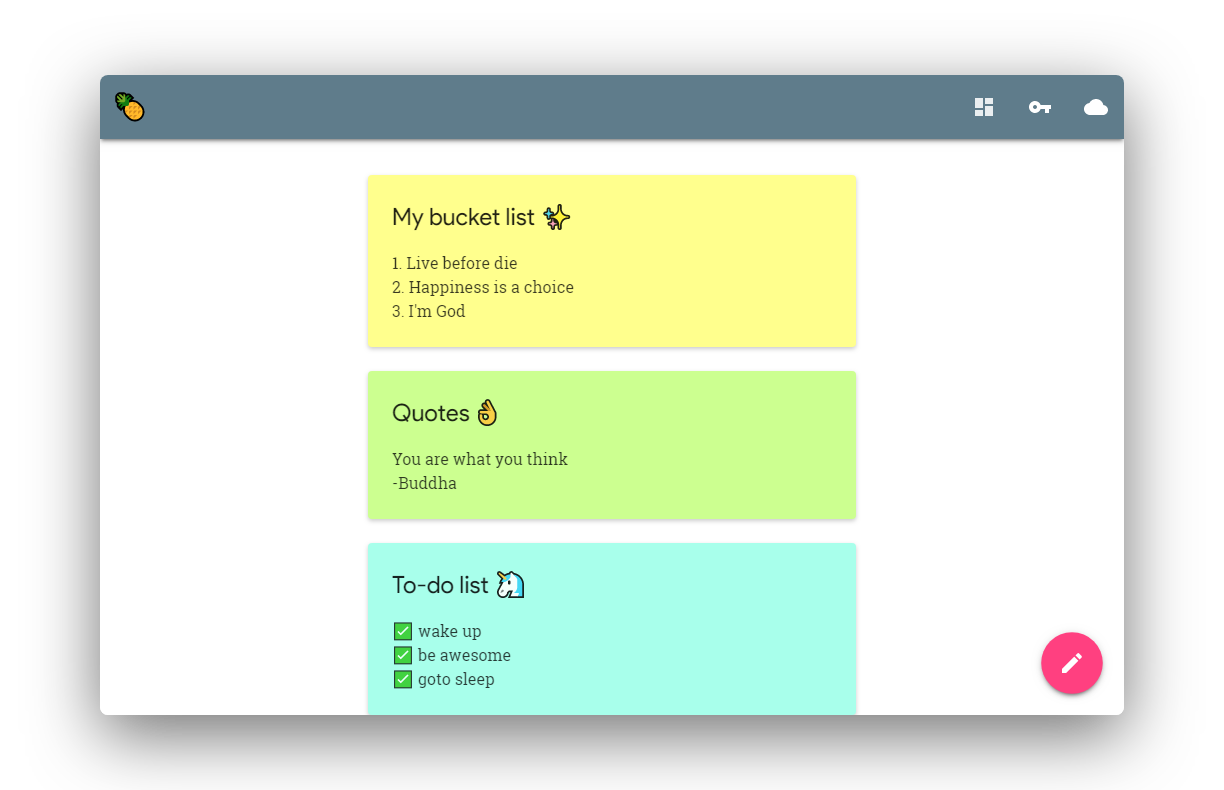 My bucket list ✨
1. Live before die
2. Happiness is a choice
3. I'm God
Quotes 👌
You are what you think
-Buddha
To-do list 🦄
✅ wake up
✅ be awesome
✅ goto sleep